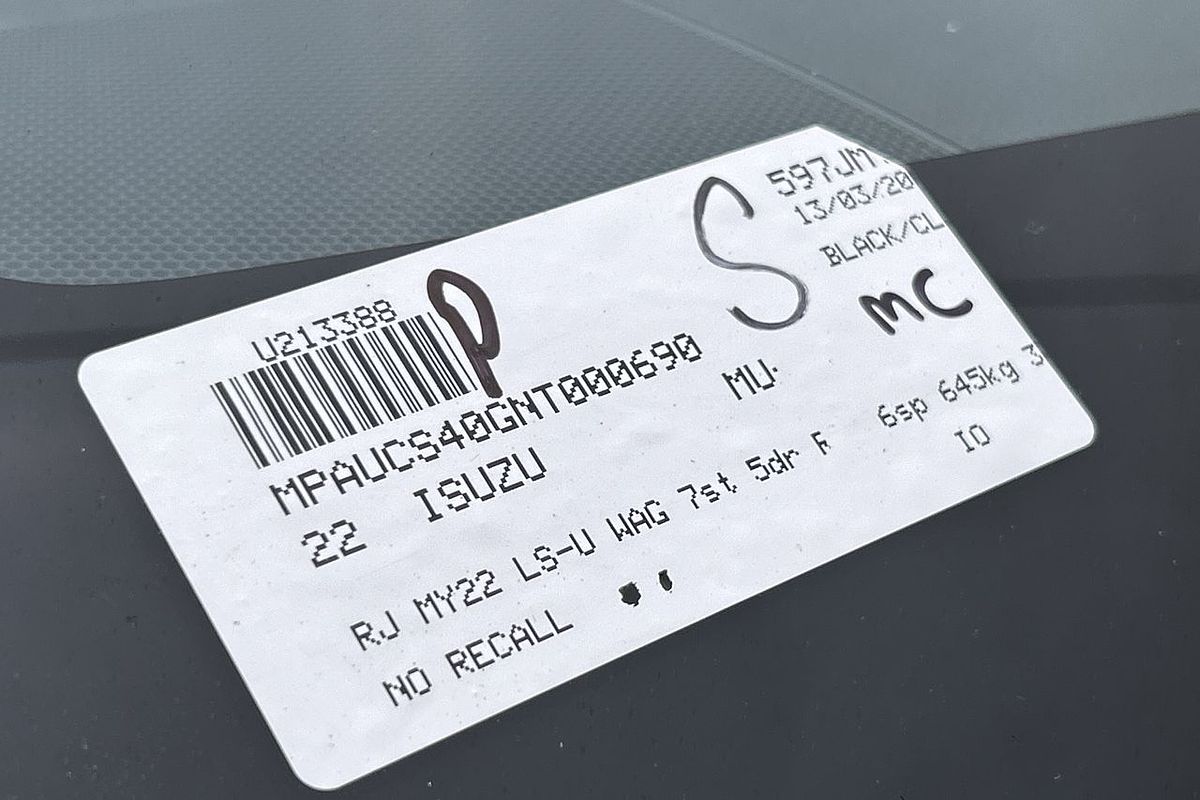 597JM
13/03/20
BLACK/CL
S
MC
U213388
P
MPAUCS40GNT000690
22 ISUZU MU-
RJ MY22 LS-U WAG 7st 5dr R 6sp 645kg 3
NO RECALL
IO